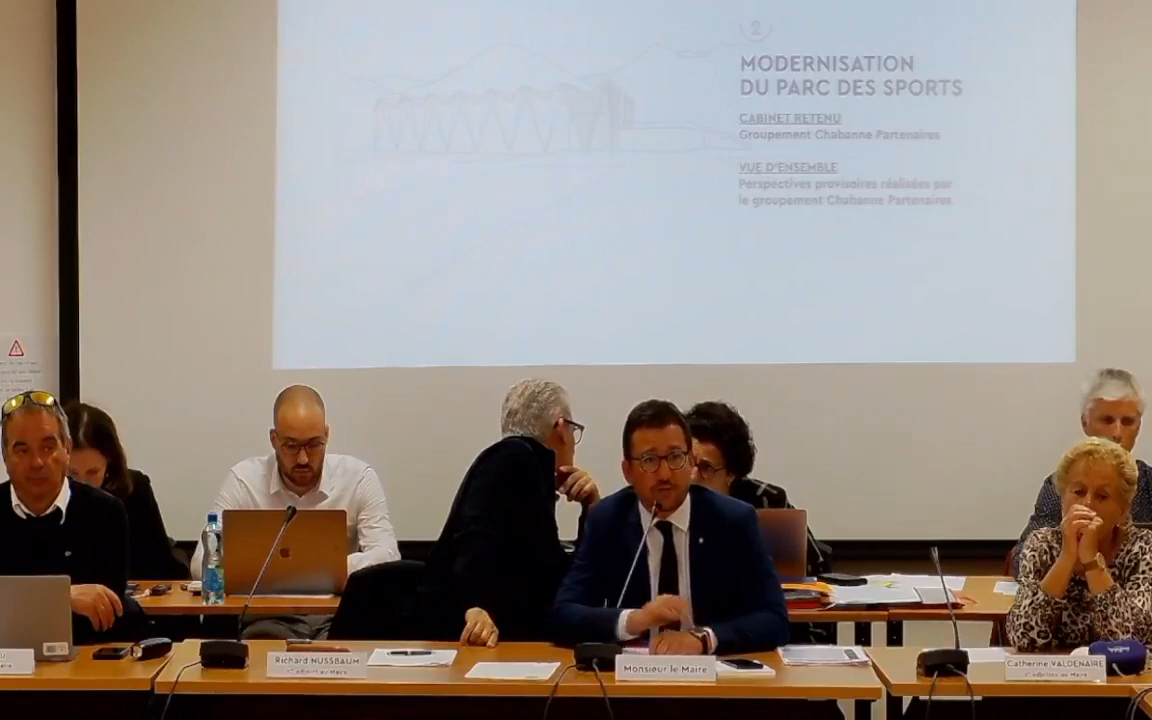 2
MODERNISATION
DU PARC DES SPORTS
CABINET RETENU
Groupement Chabanne Partenaires
VUE D'ENSEMBLE
Perspectives provisoires réalisées par
le groupement Chabanne Partenaires
Richard NUSSBAUM
Monsieur le Maire
Catherine VALDENAIRE